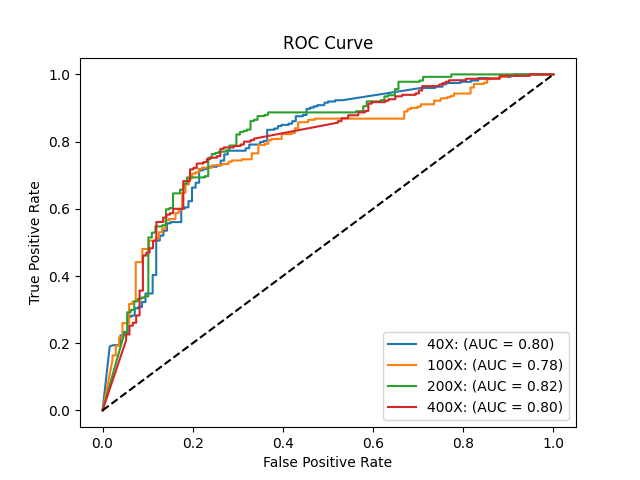 ROC Curve
True Positive Rate
1.0
0.8
0.6
0.4
0.2
0.0
0.0 0.2 0.4 0.6 0.8 1.0
False Positive Rate
40X: (AUC = 0.80)
100X: (AUC = 0.78)
200X: (AUC = 0.82)
400X: (AUC = 0.80)